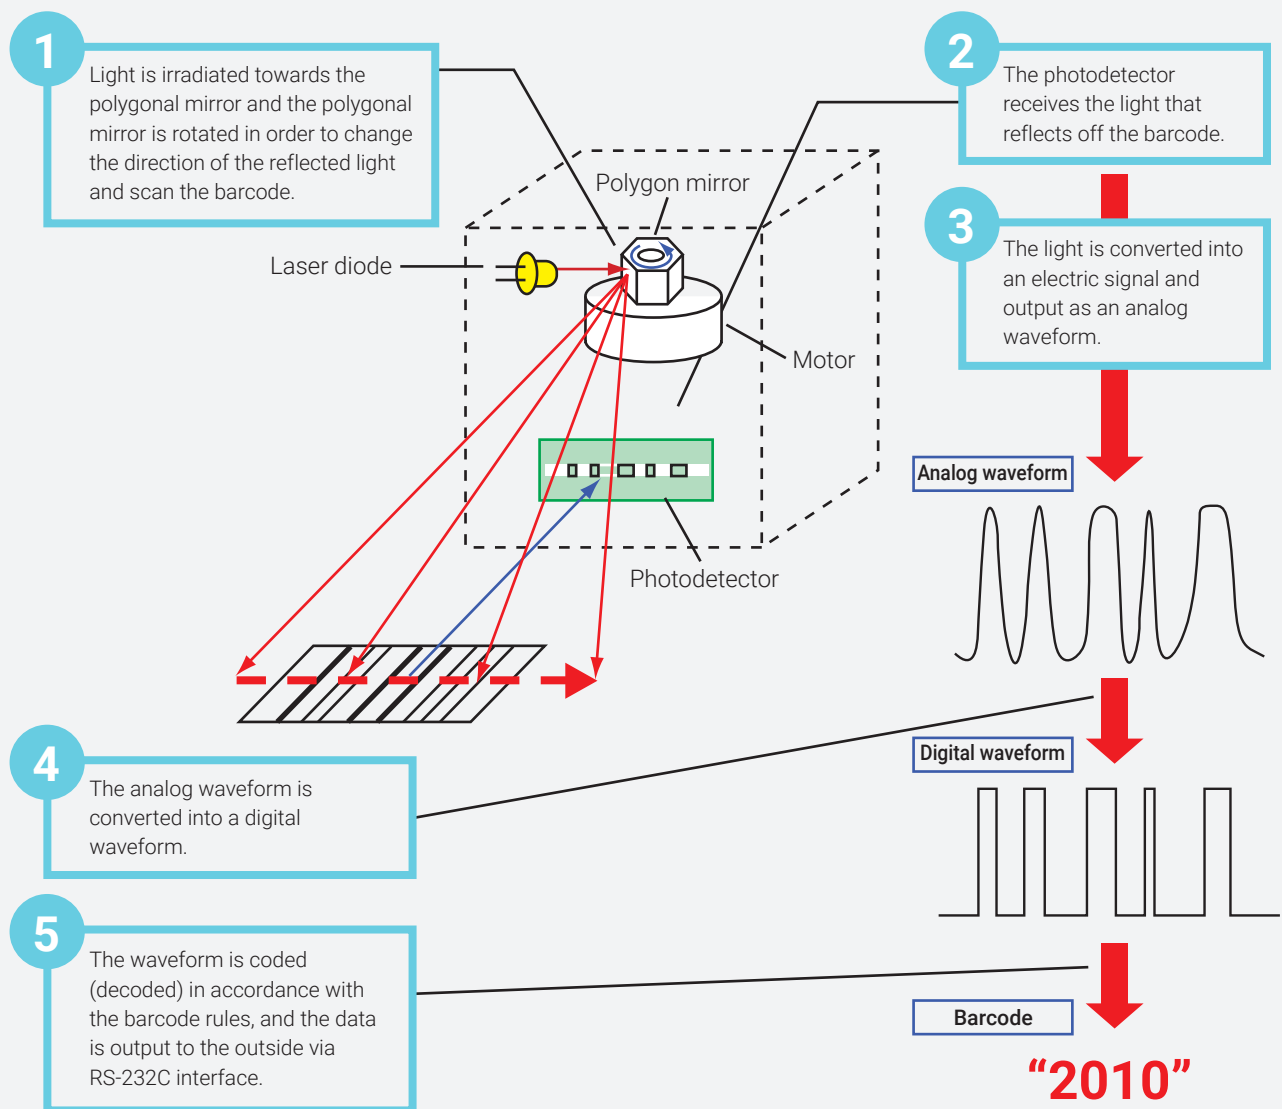 1
Light is irradiated towards the
polygonal mirror and the polygonal
mirror is rotated in order to change
the direction of the reflected light
and scan the barcode.
2
The photodetector
receives the light that
reflects off the barcode.
Polygon mirror
Laser diode
Motor
Photodetector
3
The light is converted into
an electric signal and
output as an analog
waveform.
Analog waveform
4
The analog waveform is
converted into a digital
waveform.
Digital waveform
5
The waveform is coded
(decoded) in accordance with
the barcode rules, and the data
is output to the outside via
RS-232C interface.
Barcode
“2010”